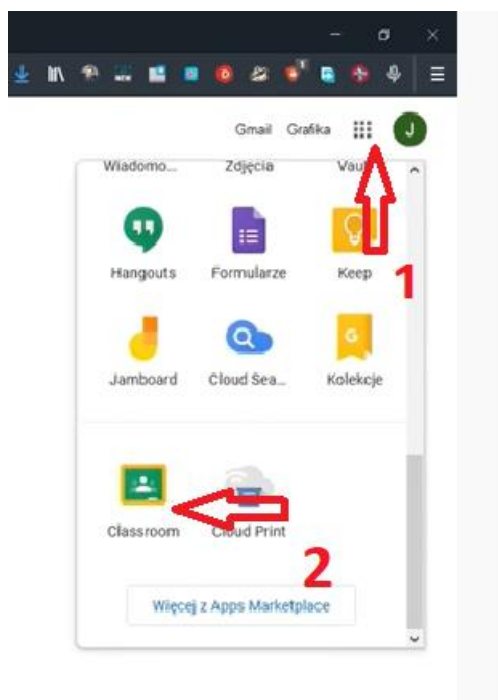 Gmail Grafika J
Wiadomo... Zdjęcia Vault
Hangouts Formularze Keep
1
Jamboard Cloud Sea... Kolekcje
Classroom Cloud Print
2
Więcej z Apps Marketplace